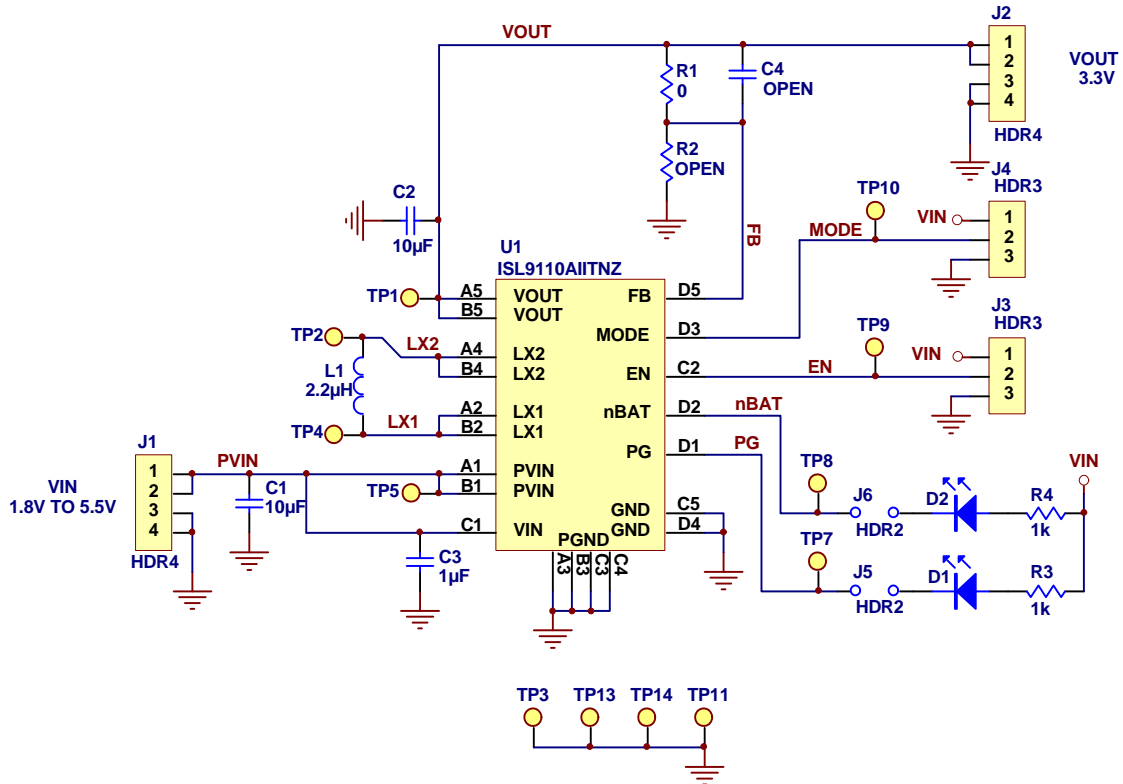 J2
VOUT
1
2
3
4
HDR4
VOUT
3.3V
R1
0
C4
OPEN
R2
OPEN
FB
C2
10µF
J4
HDR3
TP10
VIN
MODE
1
2
3
U1
ISL9110AIITNZ
TP1
A5
VOUT
B5
VOUT
FB
D5
MODE
D3
TP2
LX2
A4
LX2
B4
LX2
EN
C2
TP9
EN
J3
HDR3
VIN
1
2
3
L1
2.2µH
TP4
LX1
A2
LX1
B2
LX1
nBAT
D2
nBAT
PG
D1
PG
J1
1
2
3
4
HDR4
VIN
1.8V TO 5.5V
PVIN
C1
10µF
TP5
A1
PVIN
B1
PVIN
C1
VIN
C3
1µF
GND
C5
GND
D4
PGND
A3
B3
C3
C4
TP8
J6
HDR2
D2
R4
1k
VIN
TP7
J5
HDR2
D1
R3
1k
TP3
TP13
TP14
TP11